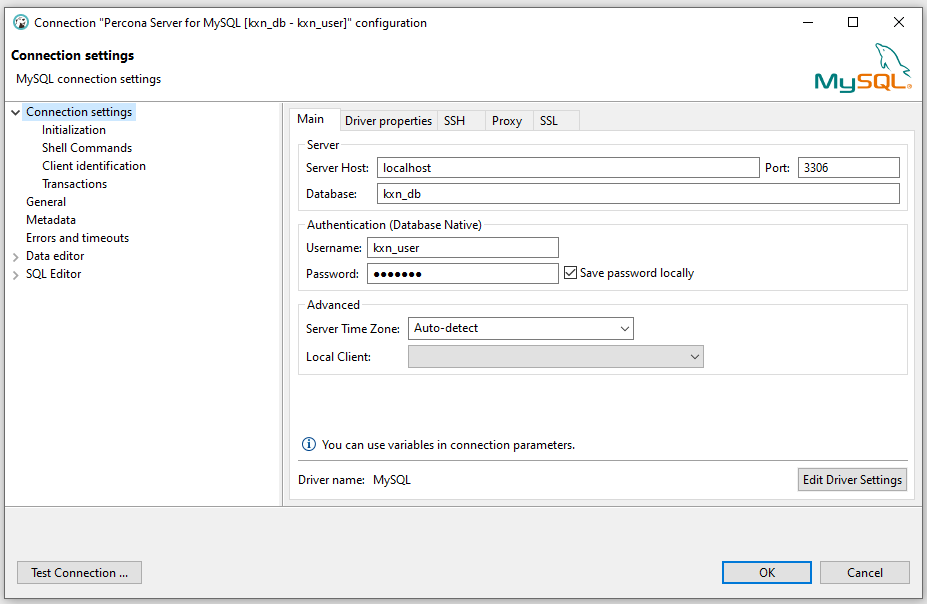 Connection "Percona Server for MySQL [kxn_db - kxn_user]" configuration
Connection settings
MySQL connection settings
MySQL®
Connection settings
Initialization
Shell Commands
Client identification
Transactions
General
Metadata
Errors and timeouts
Data editor
SQL Editor
Main Driver properties SSH Proxy SSL
Server
Server Host: localhost Port: 3306
Database: kxn_db
Authentication (Database Native)
Username: kxn_user
Password: ●●●●●●● Save password locally
Advanced
Server Time Zone: Auto-detect
Local Client:
You can use variables in connection parameters.
Driver name: MySQL Edit Driver Settings
Test Connection ... OK Cancel